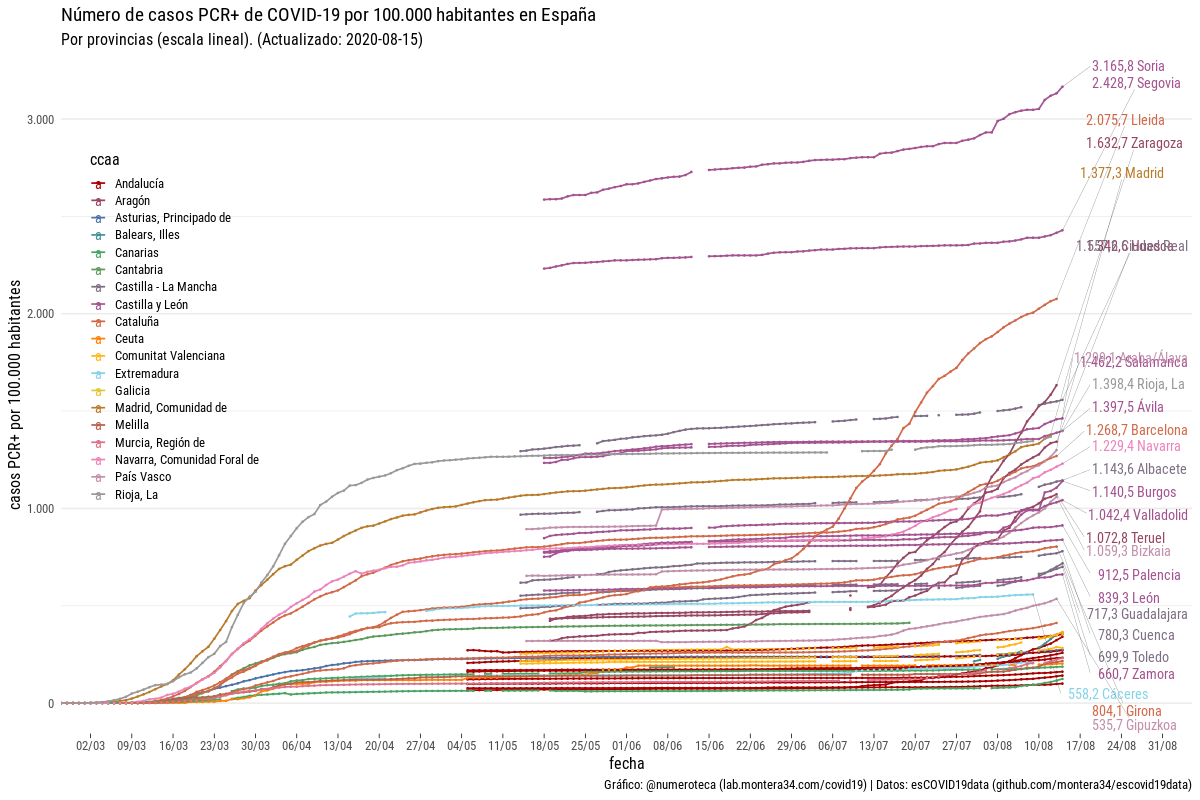 Número de casos PCR+ de COVID-19 por 100.000 habitantes en España
Por provincias (escala lineal). (Actualizado: 2020-08-15)
casos PCR+ por 100.000 habitantes
3.000
2.000
1.000
0
ccaa
Andalucía
Aragón
Asturias, Principado de
Balears, Illes
Canarias
Cantabria
Castilla - La Mancha
Castilla y León
Cataluña
Ceuta
Comunitat Valenciana
Extremadura
Galicia
Madrid, Comunidad de
Melilla
Murcia, Región de
Navarra, Comunidad Foral de
País Vasco
Rioja, La
3.165,8 Soria
2.428,7 Segovia
2.075,7 Lleida
1.632,7 Zaragoza
1.377,3 Madrid
Ciudad Real
Huesca
Araba/Álava
1.462,2 Salamanca
1.398,4 Rioja, La
1.397,5 Ávila
1.268,7 Barcelona
1.229,4 Navarra
1.143,6 Albacete
1.140,5 Burgos
1.042,4 Valladolid
1.072,8 Teruel
1.059,3 Bizkaia
912,5 Palencia
839,3 León
717,3 Guadalajara
780,3 Cuenca
699,9 Toledo
660,7 Zamora
558,2 Cáceres
804,1 Girona
535,7 Gipuzkoa
02/03 09/03 16/03 23/03 30/03 06/04 13/04 20/04 27/04 04/05 11/05 18/05 25/05 01/06 08/06 15/06 22/06 29/06 06/07 13/07 20/07 27/07 03/08 10/08 17/08 24/08 31/08
fecha
Gráfico: @numeroteca (lab.montera34.com/covid19) | Datos: esCOVID19data (github.com/montera34/escovid19data)